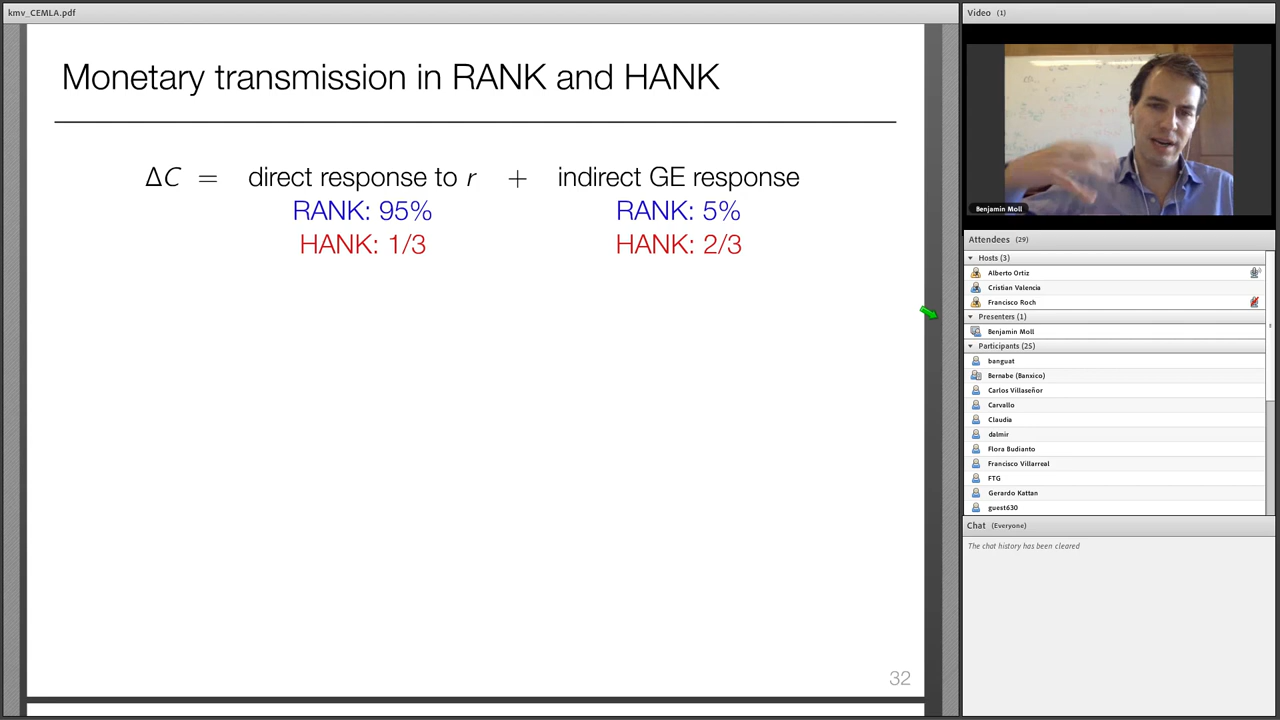 kmv_CEMLA.pdf
Monetary transmission in RANK and HANK
ΔC = direct response to r + indirect GE response
RANK: 95% RANK: 5%
HANK: 1/3 HANK: 2/3
32
Video (1)
Benjamin Moll
Attendees (29)
Hosts (3)
Alberto Ortiz
Cristian Valencia
Francisco Roch
Presenters (1)
Benjamin Moll
Participants (25)
banguat
Bernabe (Banxico)
Carlos Villaseñor
Carvallo
Claudia
dalmir
Flora Budianto
Francisco Villarreal
FTG
Gerardo Kattan
guest630
Chat (Everyone)
The chat history has been cleared